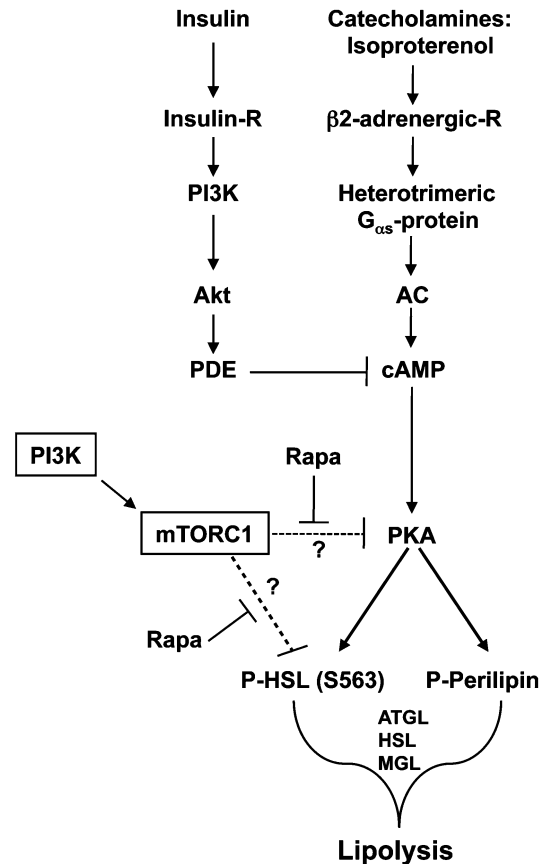 Insulin
Catecholamines:
Isoproterenol
Insulin-R
β2-adrenergic-R
PI3K
Heterotrimeric
Gαs-protein
Akt
AC
PDE
cAMP
PI3K
Rapa
mTORC1
?
PKA
?
Rapa
P-HSL (S563)
P-Perilipin
ATGL
HSL
MGL
Lipolysis